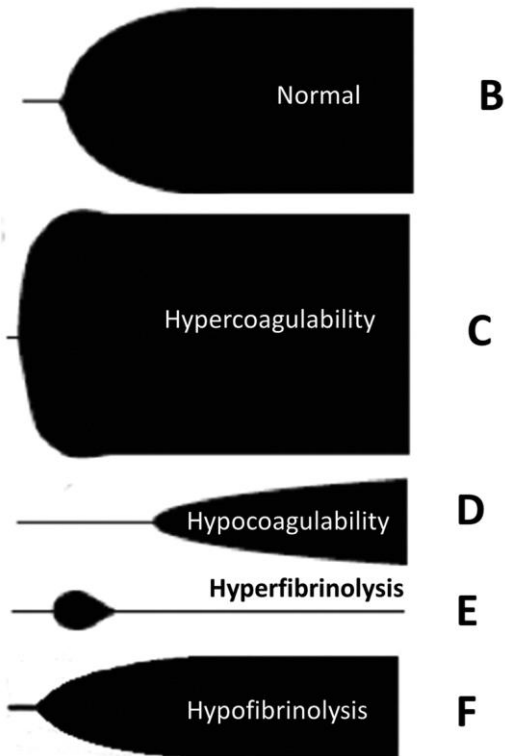 Normal
B
Hypercoagulability
C
Hypocoagulability
D
Hyperfibrinolysis
E
Hypofibrinolysis
F